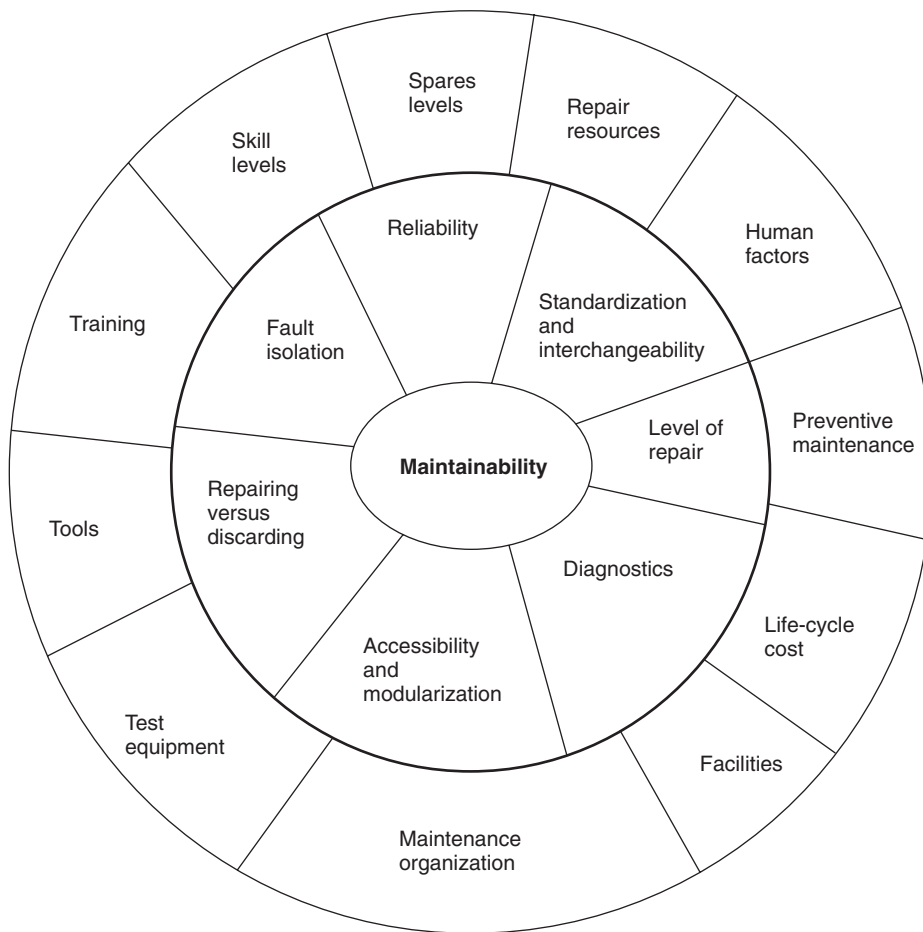 Spares
levels
Repair
resources
Skill
levels
Human
factors
Reliability
Standardization
and
interchangeability
Training
Fault
isolation
Level of
repair
Preventive
maintenance
Maintainability
Repairing
versus
discarding
Tools
Diagnostics
Life-cycle
cost
Accessibility
and
modularization
Test
equipment
Facilities
Maintenance
organization